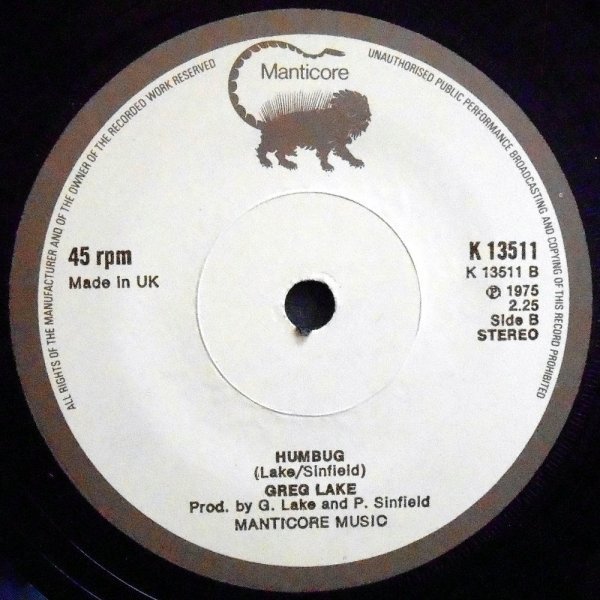 Manticore
ALL RIGHTS OF THE MANUFACTURER AND OF THE OWNER OF THE RECORDED WORK RESERVED
UNAUTHORISED PUBLIC PERFORMANCE BROADCASTING AND COPYING OF THIS RECORD PROHIBITED
45 rpm
Made in UK
K 13511
K 13511 B
℗ 1975
2.25
Side B
STEREO
HUMBUG
(Lake/Sinfield)
GREG LAKE
Prod. by G. Lake and P. Sinfield
MANTICORE MUSIC